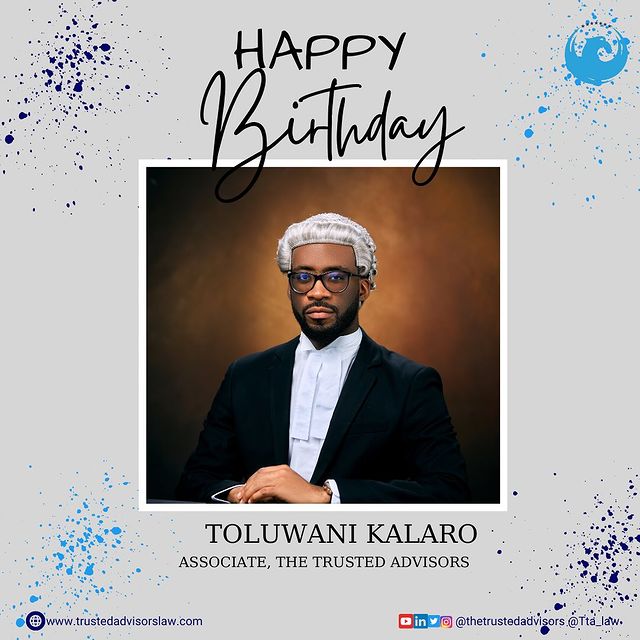 HAPPY
Birthday
TOLUWANI KALARO
ASSOCIATE, THE TRUSTED ADVISORS
www.trustedadvisorslaw.com
@thetrustedadvisors @Tta_law